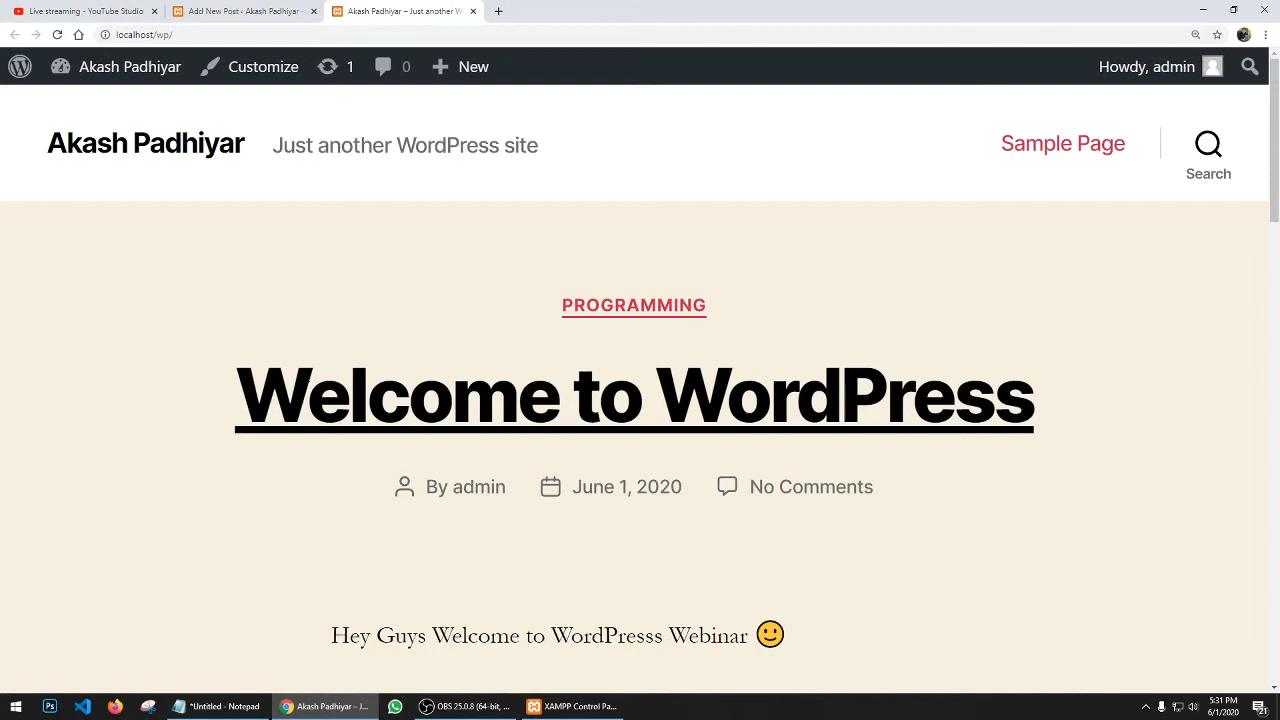 Live streaming - YouTube Studio
Add New Post ‹ Akash Padhiyar —
Akash Padhiyar – Just another W
localhost/wp/
Akash Padhiyar
Customize
1
0
New
Howdy, admin
Akash Padhiyar
Just another WordPress site
Sample Page
Search
PROGRAMMING
Welcome to WordPress
By admin
June 1, 2020
No Comments
Hey Guys Welcome to WordPresss Webinar 🙂
*Untitled - Notepad
Akash Padhiyar – J...
OBS 25.0.8 (64-bit, ...
XAMPP Control Pa...
5:31 PM
6/1/2020
21